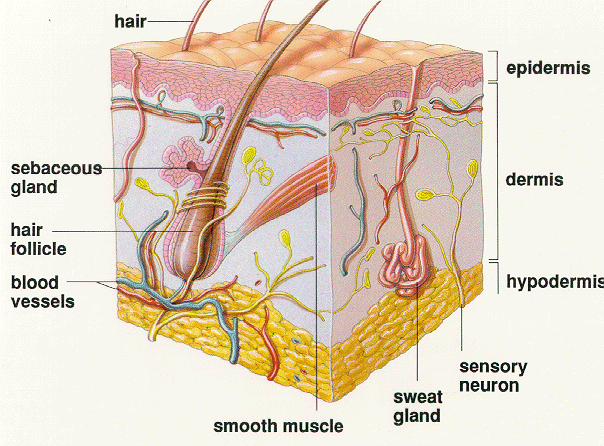 hair
epidermis
sebaceous
gland
dermis
hair
follicle
blood
vessels
hypodermis
sensory
neuron
sweat
gland
smooth muscle